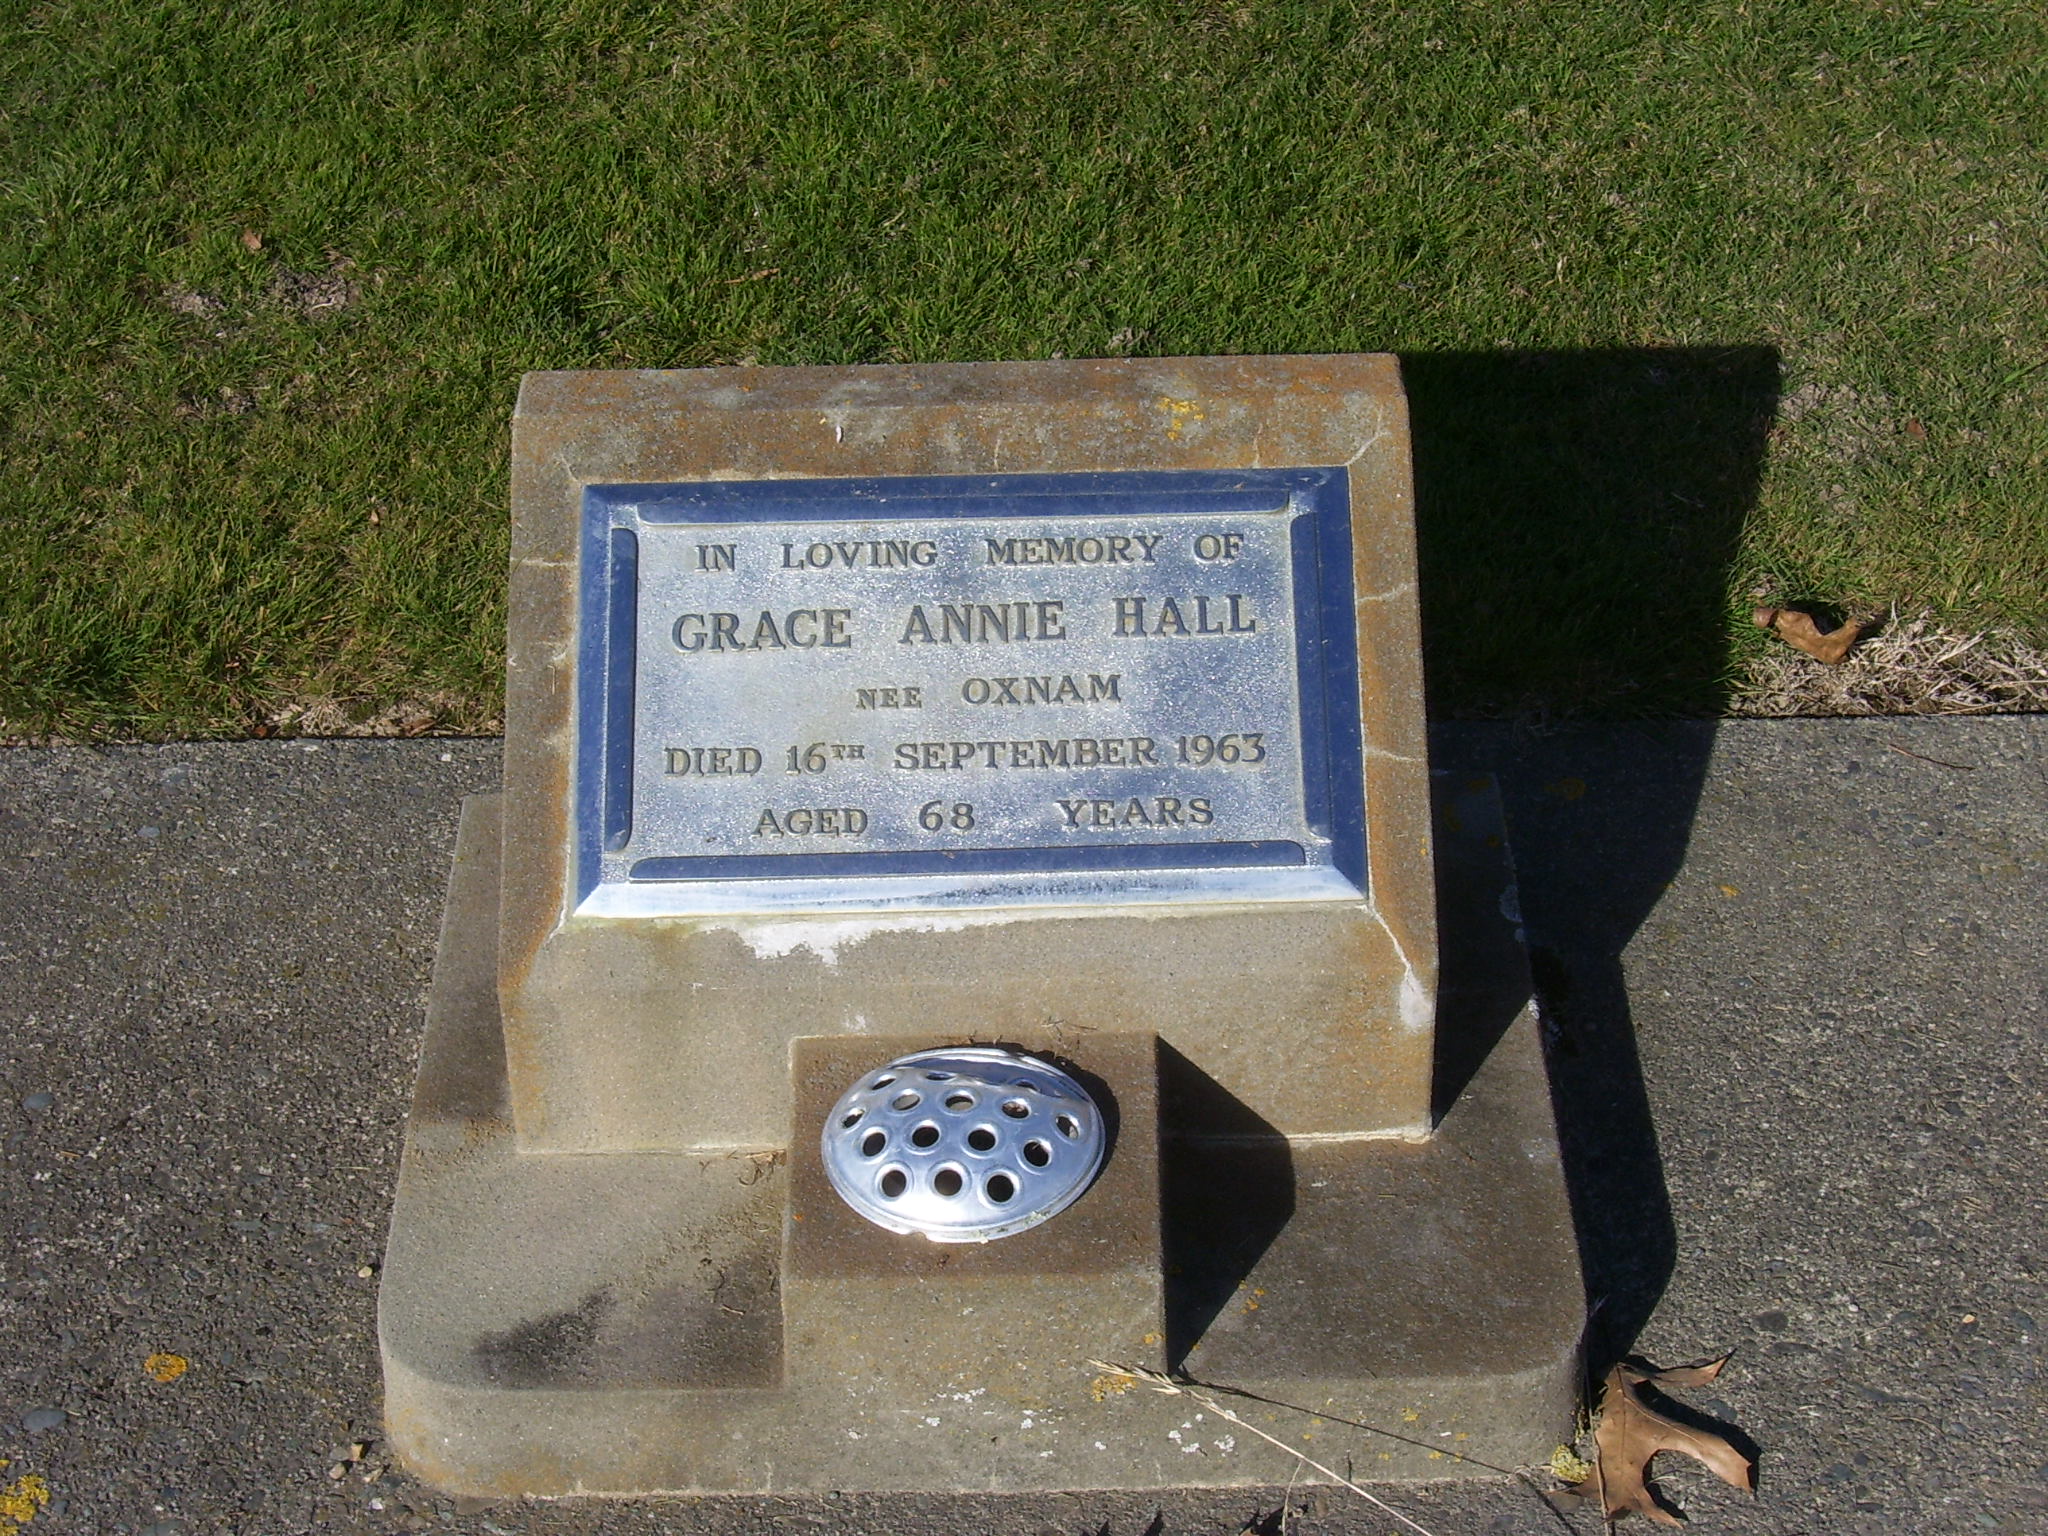 IN LOVING MEMORY OF
GRACE ANNIE HALL
NEE OXNAM
DIED 16TH SEPTEMBER 1963
AGED 68 YEARS